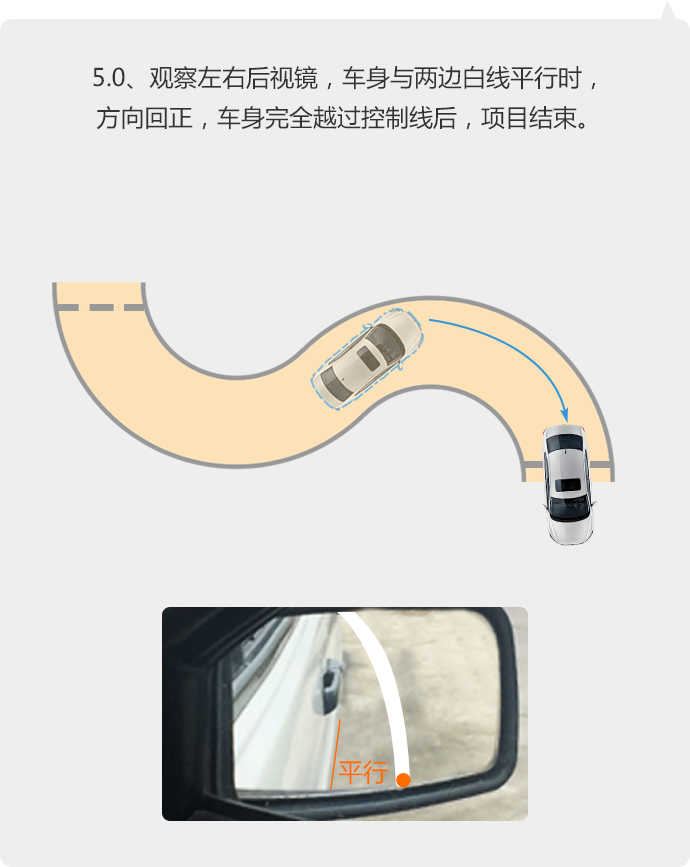 5.0、观察左右后视镜，车身与两边白线平行时，
方向回正，车身完全越过控制线后，项目结束。
平行